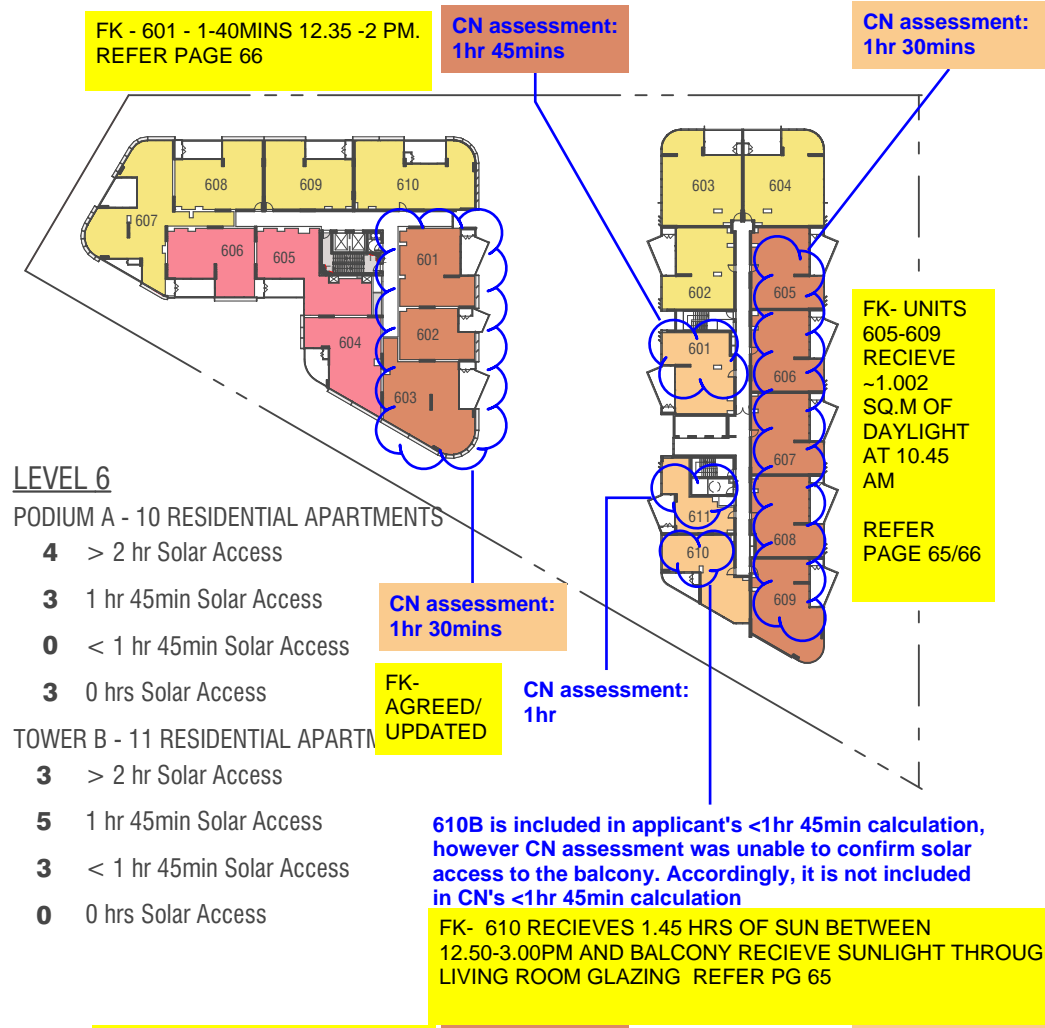 FK - 601 - 1-40MINS 12.35 -2 PM.
REFER PAGE 66
CN assessment:
1hr 45mins
CN assessment:
1hr 30mins
608
609
610
607
606
605
601
602
604
603
603
604
602
605
601
606
607
611
608
610
609
FK- UNITS
605-609
RECIEVE
~1.002
SQ.M OF
DAYLIGHT
AT 10.45
AM
REFER
PAGE 65/66
LEVEL 6
PODIUM A - 10 RESIDENTIAL APARTMENTS
4 > 2 hr Solar Access
3 1 hr 45min Solar Access
0 < 1 hr 45min Solar Access
3 0 hrs Solar Access
CN assessment:
1hr 30mins
FK-
AGREED/
UPDATED
CN assessment:
1hr
TOWER B - 11 RESIDENTIAL APARTM
3 > 2 hr Solar Access
5 1 hr 45min Solar Access
3 < 1 hr 45min Solar Access
0 0 hrs Solar Access
610B is included in applicant's <1hr 45min calculation,
however CN assessment was unable to confirm solar
access to the balcony. Accordingly, it is not included
in CN's <1hr 45min calculation
FK- 610 RECIEVES 1.45 HRS OF SUN BETWEEN
12.50-3.00PM AND BALCONY RECIEVE SUNLIGHT THROUG
LIVING ROOM GLAZING REFER PG 65